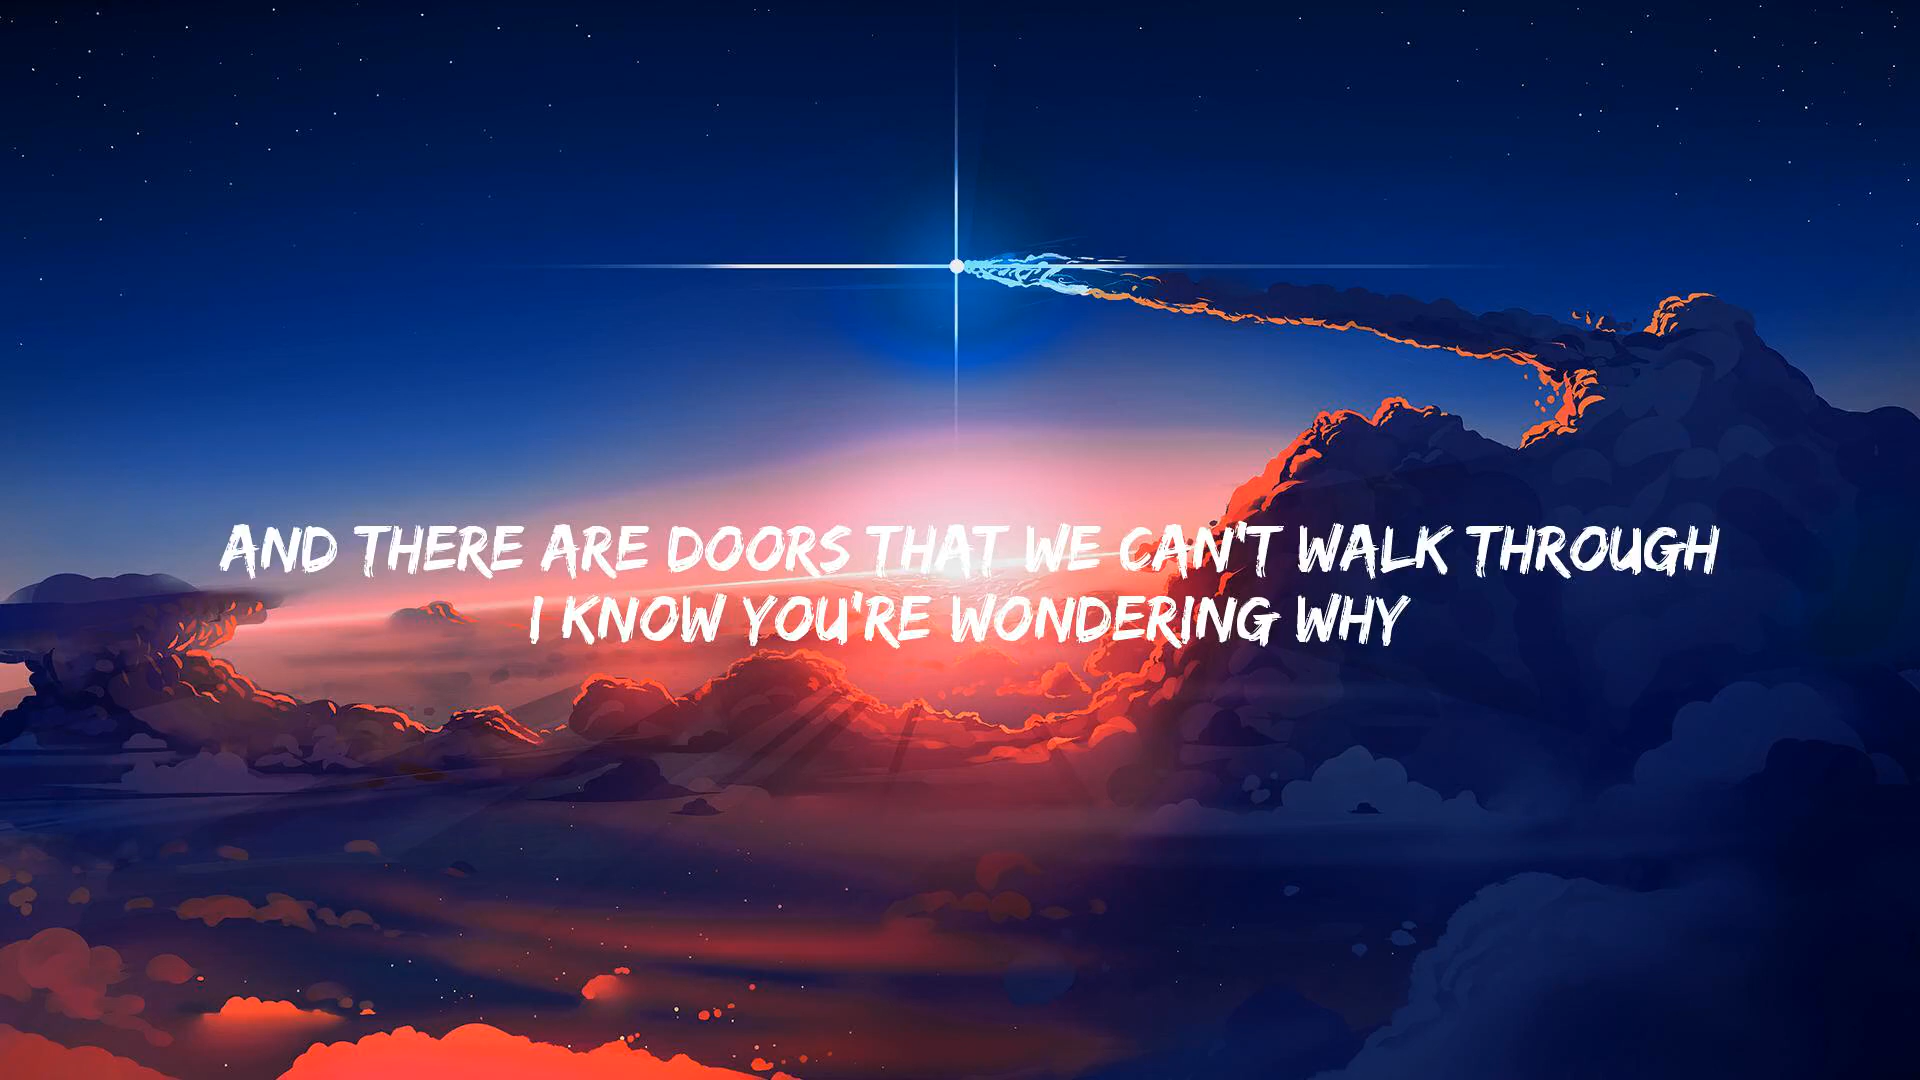 AND THERE ARE DOORS THAT WE CAN'T WALK THROUGH
I KNOW YOU'RE WONDERING WHY